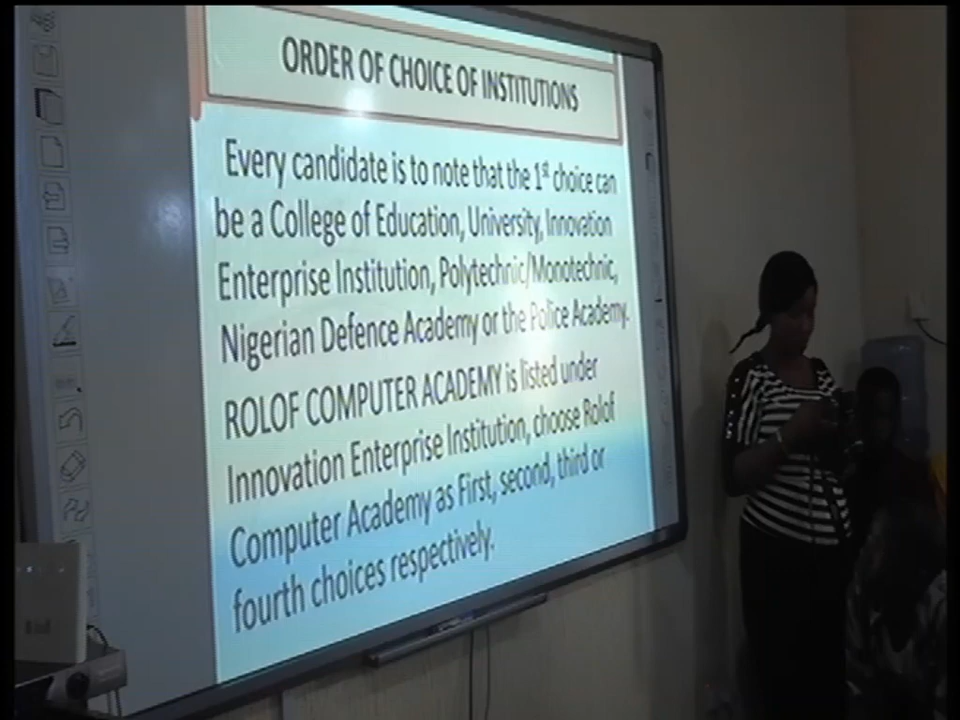 ORDER OF CHOICE OF INSTITUTIONS
Every candidate is to note that the 1st choice can
be a College of Education, University, Innovation
Enterprise Institution, Polytechnic/Monotechnic,
Nigerian Defence Academy or the Police Academy.
ROLOF COMPUTER ACADEMY is listed under
Innovation Enterprise Institution, choose Rolof
Computer Academy as First, second, third or
fourth choices respectively.